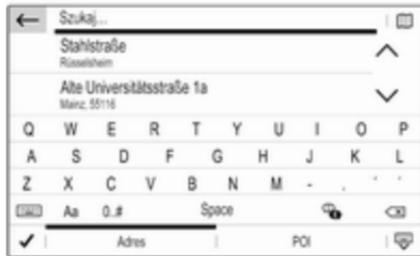 Szukaj...
Stahlstraße
Rüsselsheim
Alte Universitätsstraße 1a
Mainz, 55116
Q W E R T Y U I O P
A S D F G H J K L
Z X C V B N M - . ' '
Aa 0..# Space
Adres POI